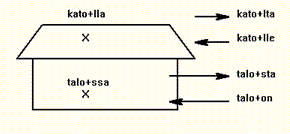 kato+lla
kato+lta
X
kato+lle
talo+ssa
talo+sta
X
talo+on